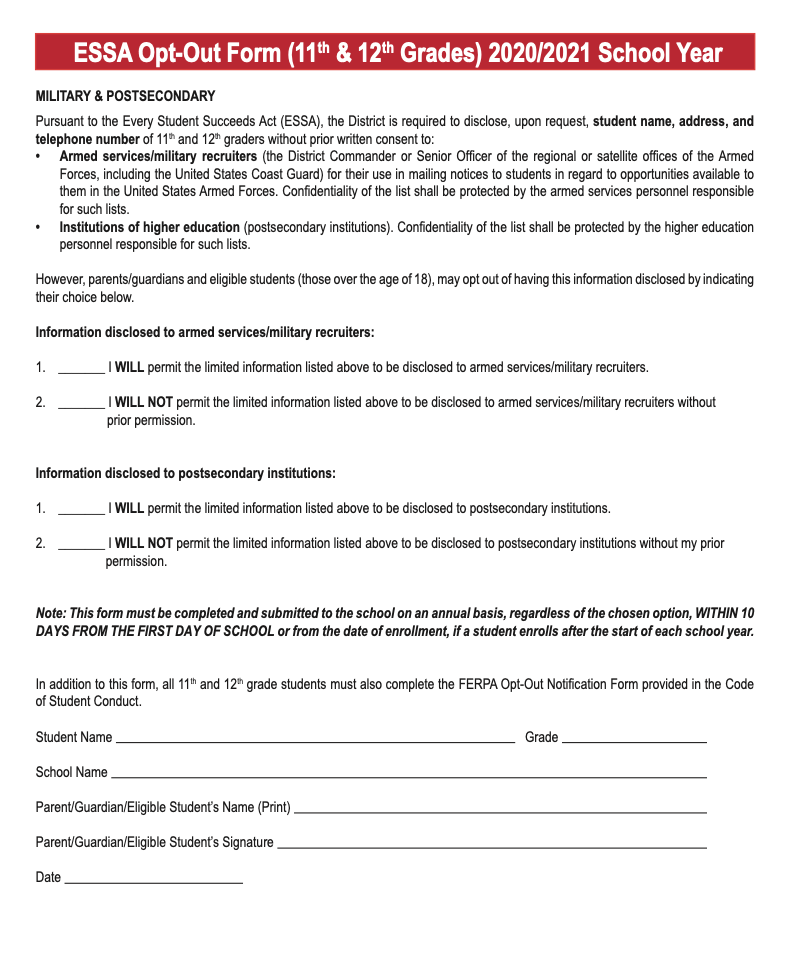 ESSA Opt-Out Form (11th & 12th Grades) 2020/2021 School Year
MILITARY & POSTSECONDARY
Pursuant to the Every Student Succeeds Act (ESSA), the District is required to disclose, upon request, student name, address, and
telephone number of 11th and 12th graders without prior written consent to:
• Armed services/military recruiters (the District Commander or Senior Officer of the regional or satellite offices of the Armed
Forces, including the United States Coast Guard) for their use in mailing notices to students in regard to opportunities available to
them in the United States Armed Forces. Confidentiality of the list shall be protected by the armed services personnel responsible
for such lists.
• Institutions of higher education (postsecondary institutions). Confidentiality of the list shall be protected by the higher education
personnel responsible for such lists.
However, parents/guardians and eligible students (those over the age of 18), may opt out of having this information disclosed by indicating
their choice below.
Information disclosed to armed services/military recruiters:
1. _______ I WILL permit the limited information listed above to be disclosed to armed services/military recruiters.
2. _______ I WILL NOT permit the limited information listed above to be disclosed to armed services/military recruiters without
prior permission.
Information disclosed to postsecondary institutions:
1. _______ I WILL permit the limited information listed above to be disclosed to postsecondary institutions.
2. _______ I WILL NOT permit the limited information listed above to be disclosed to postsecondary institutions without my prior
permission.
Note: This form must be completed and submitted to the school on an annual basis, regardless of the chosen option, WITHIN 10
DAYS FROM THE FIRST DAY OF SCHOOL or from the date of enrollment, if a student enrolls after the start of each school year.
In addition to this form, all 11th and 12th grade students must also complete the FERPA Opt-Out Notification Form provided in the Code
of Student Conduct.
Student Name ______________________ Grade __________
School Name ______________________
Parent/Guardian/Eligible Student's Name (Print) ______________________
Parent/Guardian/Eligible Student's Signature ______________________
Date ______________________